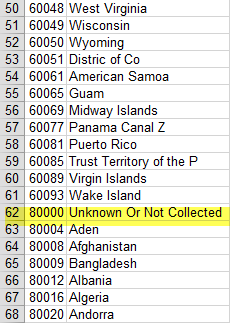 50 60048 West Virginia
51 60049 Wisconsin
52 60050 Wyoming
53 60051 Distric of Co
54 60061 American Samoa
55 60065 Guam
56 60069 Midway Islands
57 60077 Panama Canal Z
58 60081 Puerto Rico
59 60085 Trust Territory of the P
60 60089 Virgin Islands
61 60093 Wake Island
62 80000 Unknown Or Not Collected
63 80004 Aden
64 80008 Afghanistan
65 80009 Bangladesh
66 80012 Albania
67 80016 Algeria
68 80020 Andorra